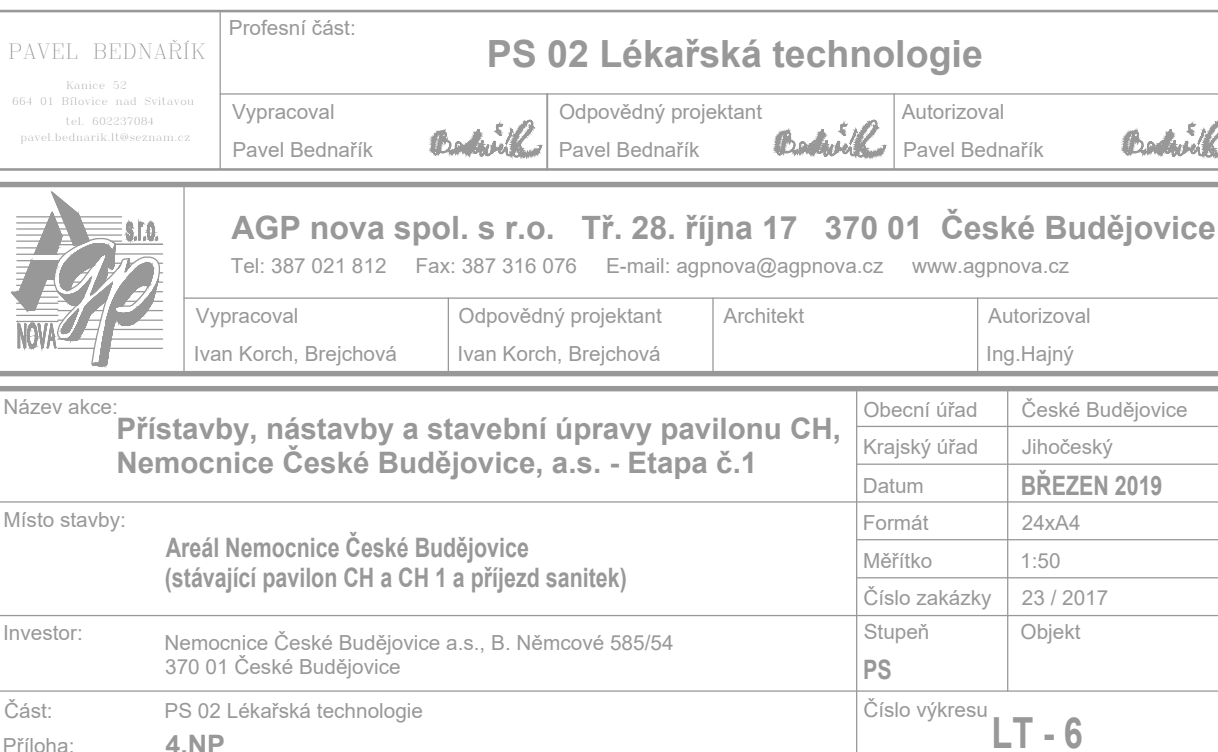 PAVEL BEDNAŘÍK
Kanice 52
664 01 Bílovice nad Svitavou
tel. 602237084
pavel.bednarik.lt@seznam.cz
Profesní část:
PS 02 Lékařská technologie
Vypracoval
Pavel Bednařík
Odpovědný projektant
Pavel Bednařík
Autorizoval
Pavel Bednařík
s.r.o.
Agp
NOVA
AGP nova spol. s r.o. Tř. 28. října 17 370 01 České Budějovice
Tel: 387 021 812 Fax: 387 316 076 E-mail: agpnova@agpnova.cz www.agpnova.cz
Vypracoval
Ivan Korch, Brejchová
Odpovědný projektant
Ivan Korch, Brejchová
Architekt
Autorizoval
Ing.Hajný
Název akce:
Přístavby, nástavby a stavební úpravy pavilonu CH,
Nemocnice České Budějovice, a.s. - Etapa č.1
Obecní úřad České Budějovice
Krajský úřad Jihočeský
Datum BŘEZEN 2019
Místo stavby:
Areál Nemocnice České Budějovice
(stávající pavilon CH a CH 1 a příjezd sanitek)
Formát 24xA4
Měřítko 1:50
Číslo zakázky 23 / 2017
Investor:
Nemocnice České Budějovice a.s., B. Němcové 585/54
370 01 České Budějovice
Stupeň
PS
Objekt
Část: PS 02 Lékařská technologie
Příloha: 4.NP
Číslo výkresu
LT - 6